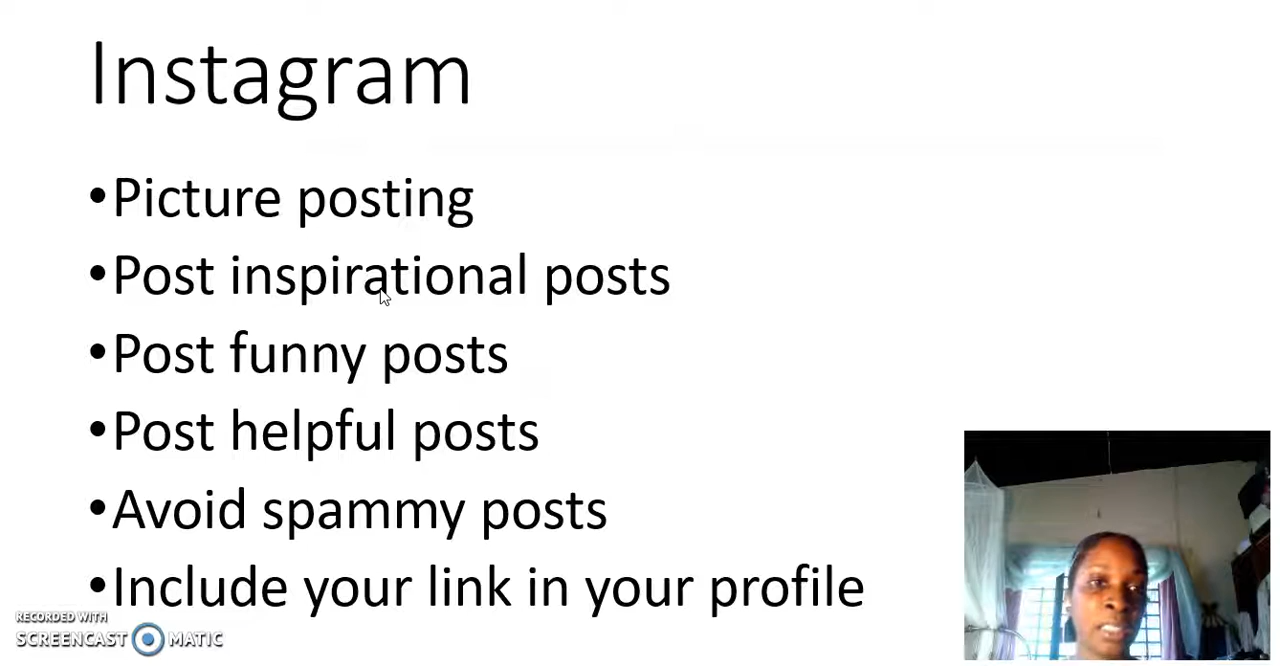 Instagram
•Picture posting
•Post inspirational posts
•Post funny posts
•Post helpful posts
•Avoid spammy posts
•Include your link in your profile
RECORDED WITH
SCREENCAST MATIC